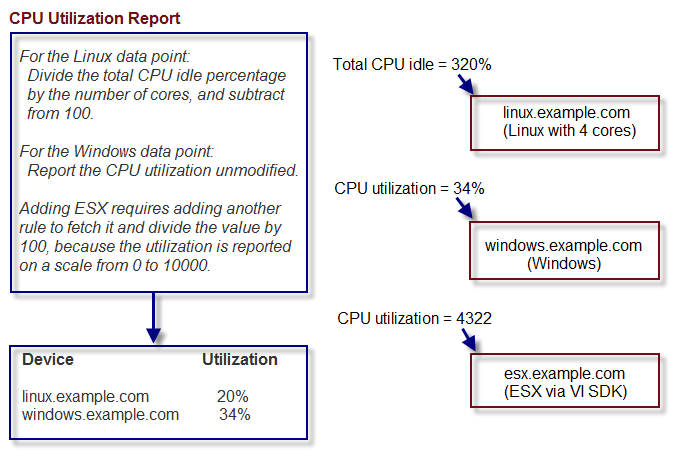 CPU Utilization Report
For the Linux data point:
Divide the total CPU idle percentage
by the number of cores, and subtract
from 100.
For the Windows data point:
Report the CPU utilization unmodified.
Adding ESX requires adding another
rule to fetch it and divide the value by
100, because the utilization is reported
on a scale from 0 to 10000.
Device Utilization
linux.example.com 20%
windows.example.com 34%
Total CPU idle = 320%
linux.example.com
(Linux with 4 cores)
CPU utilization = 34%
windows.example.com
(Windows)
CPU utilization = 4322
esx.example.com
(ESX via VI SDK)